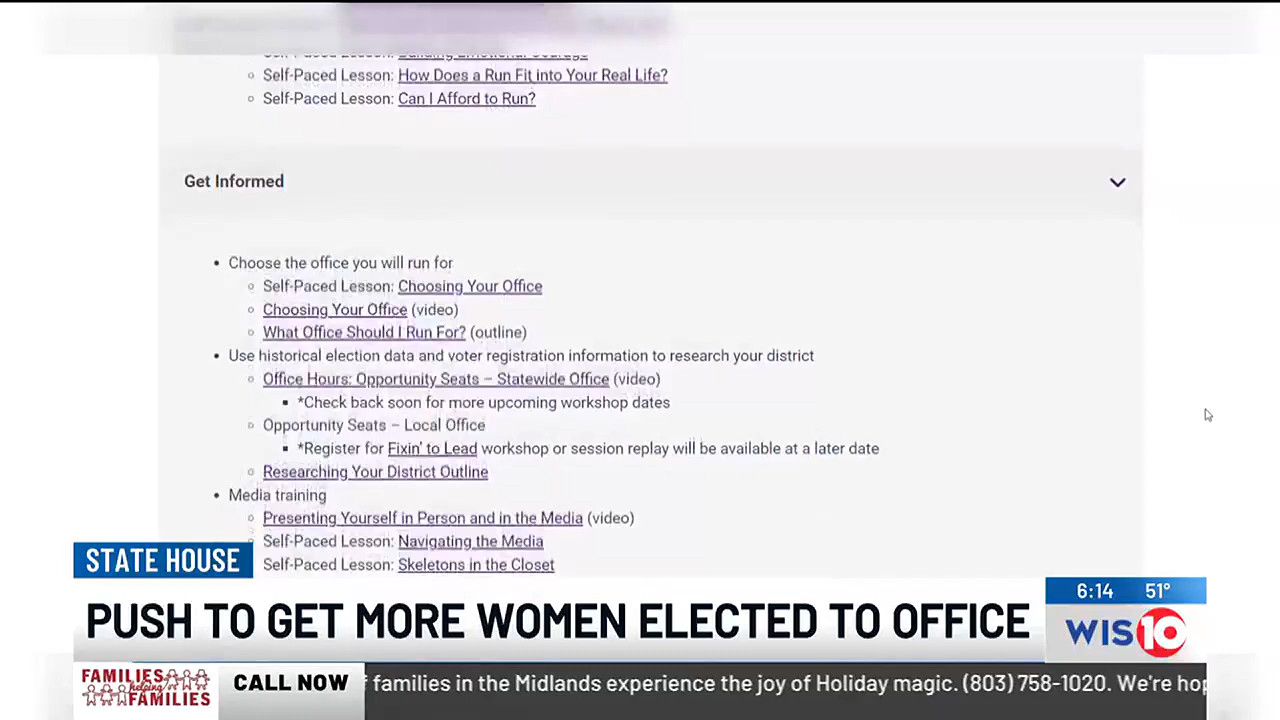 Self-Paced Lesson: Building Emotional Courage
Self-Paced Lesson: How Does a Run Fit into Your Real Life?
Self-Paced Lesson: Can I Afford to Run?
Get Informed
• Choose the office you will run for
Self-Paced Lesson: Choosing Your Office
Choosing Your Office (video)
What Office Should I Run For? (outline)
• Use historical election data and voter registration information to research your district
Office Hours: Opportunity Seats – Statewide Office (video)
▪ *Check back soon for more upcoming workshop dates
Opportunity Seats – Local Office
▪ *Register for Fixin' to Lead workshop or session replay will be available at a later date
Researching Your District Outline
• Media training
Presenting Yourself in Person and in the Media (video)
Self-Paced Lesson: Navigating the Media
Self-Paced Lesson: Skeletons in the Closet
STATE HOUSE
PUSH TO GET MORE WOMEN ELECTED TO OFFICE
6:14 51°
WIS10
FAMILIES helping FAMILIES
CALL NOW
families in the Midlands experience the joy of Holiday magic. (803) 758-1020. We're